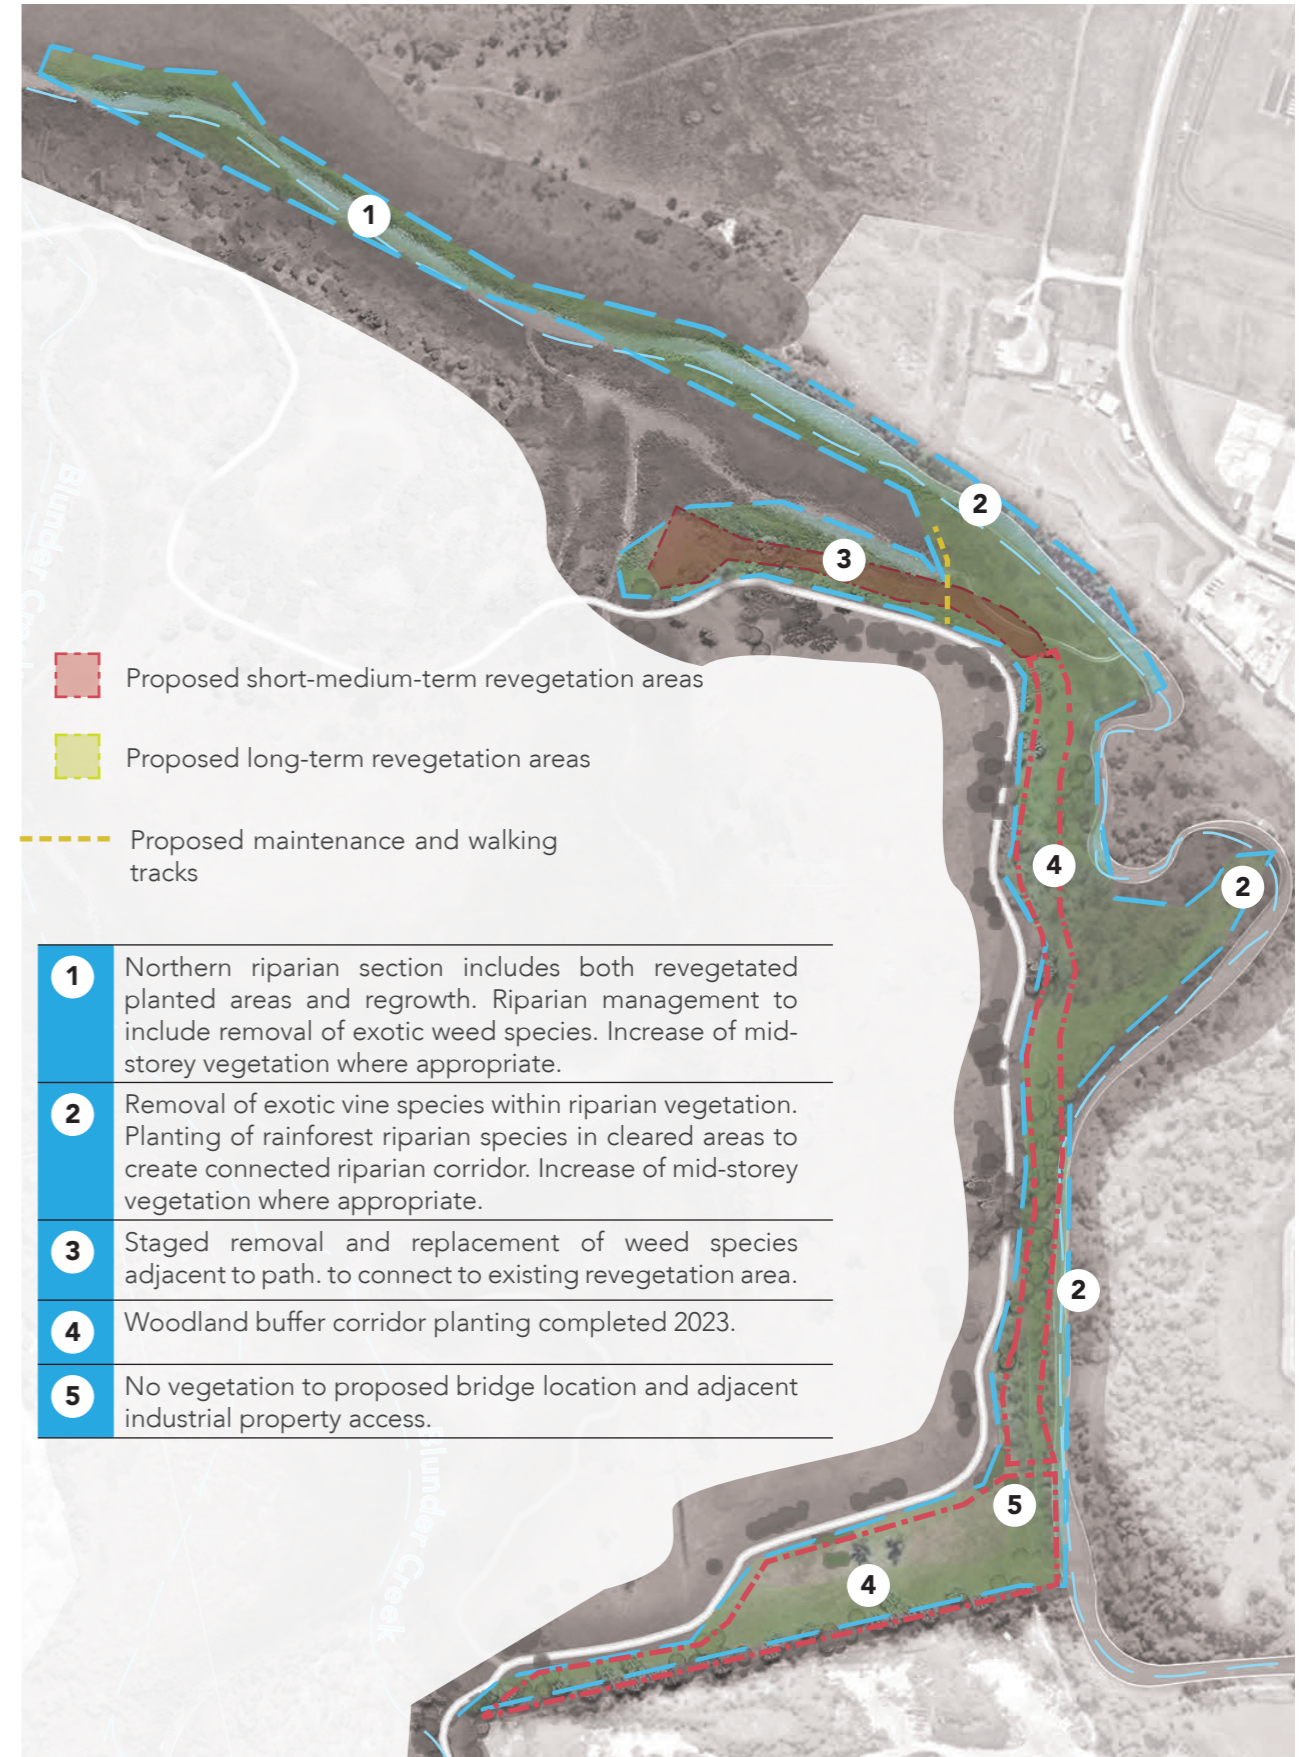 1
2
3
Proposed short-medium-term revegetation areas
Proposed long-term revegetation areas
Proposed maintenance and walking
tracks
4
2
1 Northern riparian section includes both revegetated
planted areas and regrowth. Riparian management to
include removal of exotic weed species. Increase of mid-
storey vegetation where appropriate.
2 Removal of exotic vine species within riparian vegetation.
Planting of rainforest riparian species in cleared areas to
create connected riparian corridor. Increase of mid-storey
vegetation where appropriate.
3 Staged removal and replacement of weed species
adjacent to path. to connect to existing revegetation area.
4 Woodland buffer corridor planting completed 2023.
5 No vegetation to proposed bridge location and adjacent
industrial property access.
2
5
4
Blunder Creek
Blunder Creek